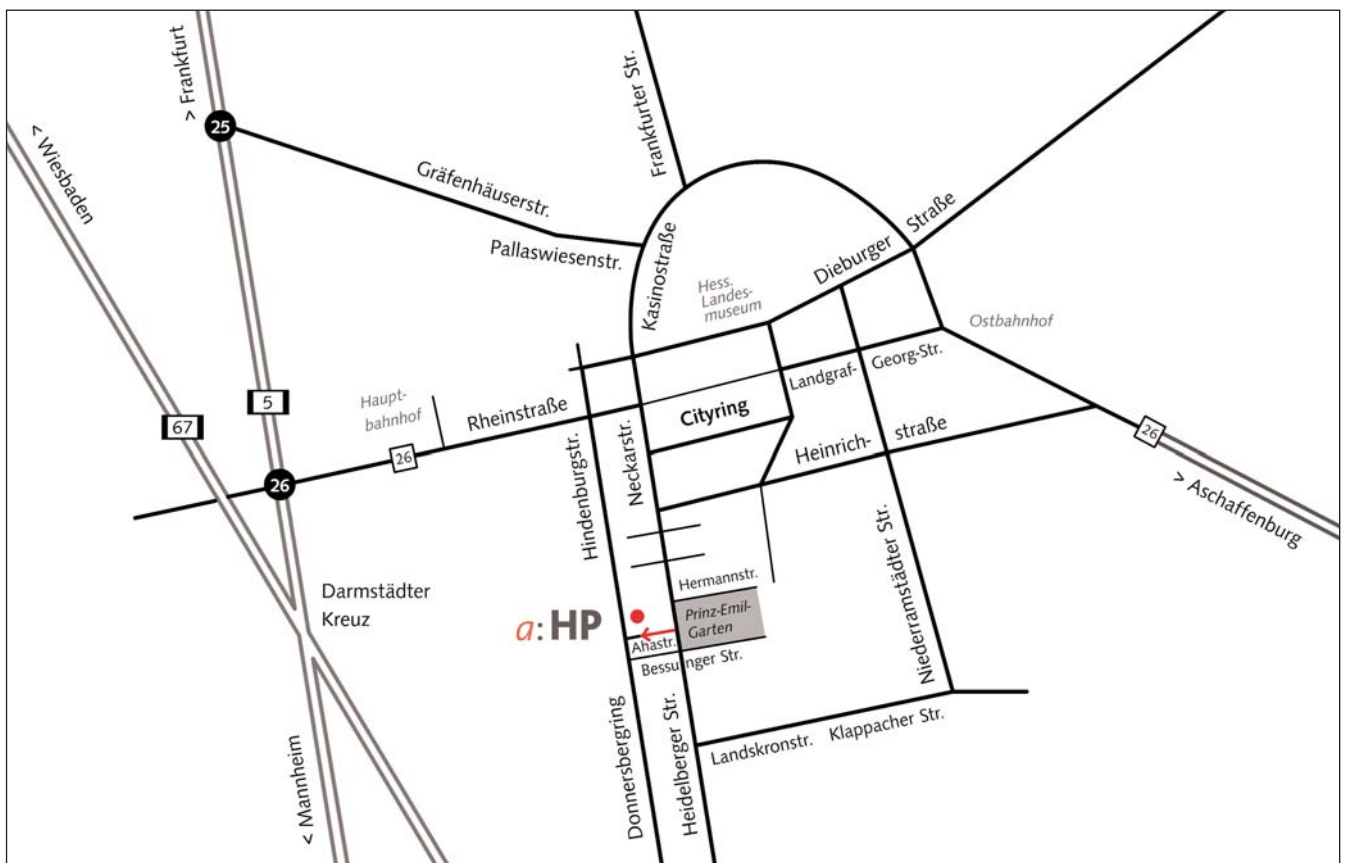 > Frankfurt
< Wiesbaden
25
Gräfenhäuserstr.
Pallaswiesenstr.
Frankfurter Str.
Kasinostraße
Hess.
Landes-
museum
Dieburger Straße
Ostbahnhof
Landgraf- Georg-Str.
Haupt-
bahnhof
Rheinstraße
Cityring
5
67
26
26
Heinrich- straße
26
> Aschaffenburg
Hindenburgstr.
Neckarstr.
Niederramstädter Str.
Darmstädter
Kreuz
Hermannstr.
Prinz-Emil-
Garten
a:HP
Ahastr.
Bessunger Str.
Donnersbergring
Heidelberger Str.
Landskronstr. Klappacher Str.
< Mannheim